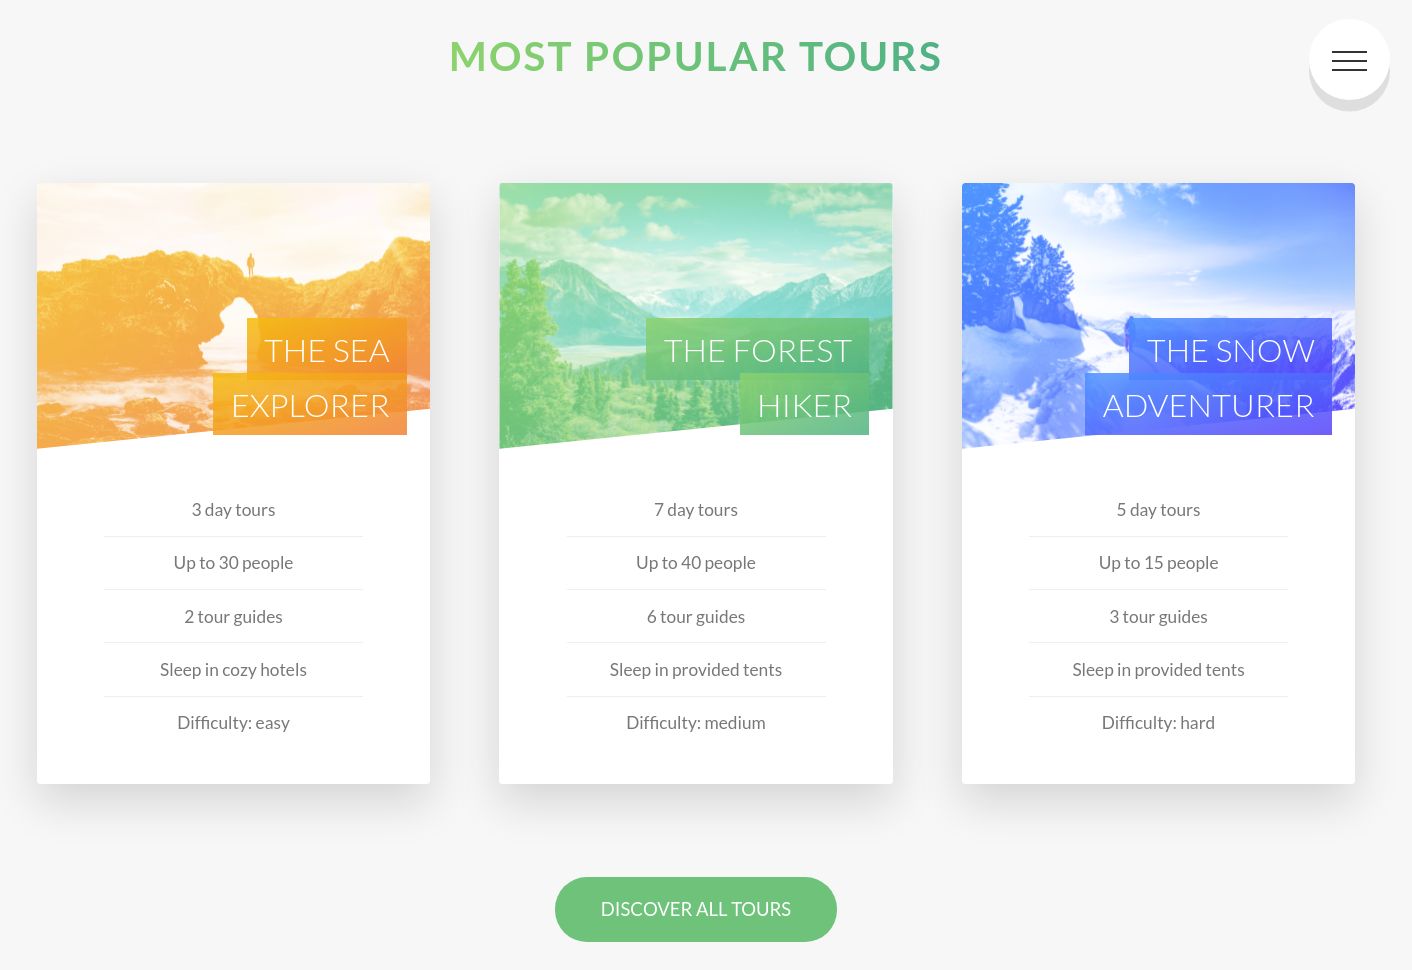 MOST POPULAR TOURS
THE SEA
EXPLORER
3 day tours
Up to 30 people
2 tour guides
Sleep in cozy hotels
Difficulty: easy
THE FOREST
HIKER
7 day tours
Up to 40 people
6 tour guides
Sleep in provided tents
Difficulty: medium
THE SNOW
ADVENTURER
5 day tours
Up to 15 people
3 tour guides
Sleep in provided tents
Difficulty: hard
DISCOVER ALL TOURS